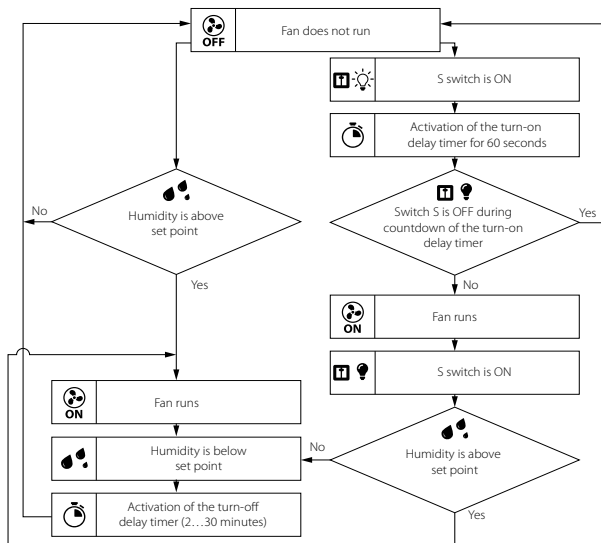 OFF
Fan does not run
S switch is ON
Activation of the turn-on
delay timer for 60 seconds
No
Humidity is above
set point
Yes
Switch S is OFF during
countdown of the turn-on
delay timer
Yes
No
ON
Fan runs
S switch is ON
ON
Fan runs
Humidity is below
set point
No
Humidity is above
set point
Yes
Activation of the turn-off
delay timer (2...30 minutes)